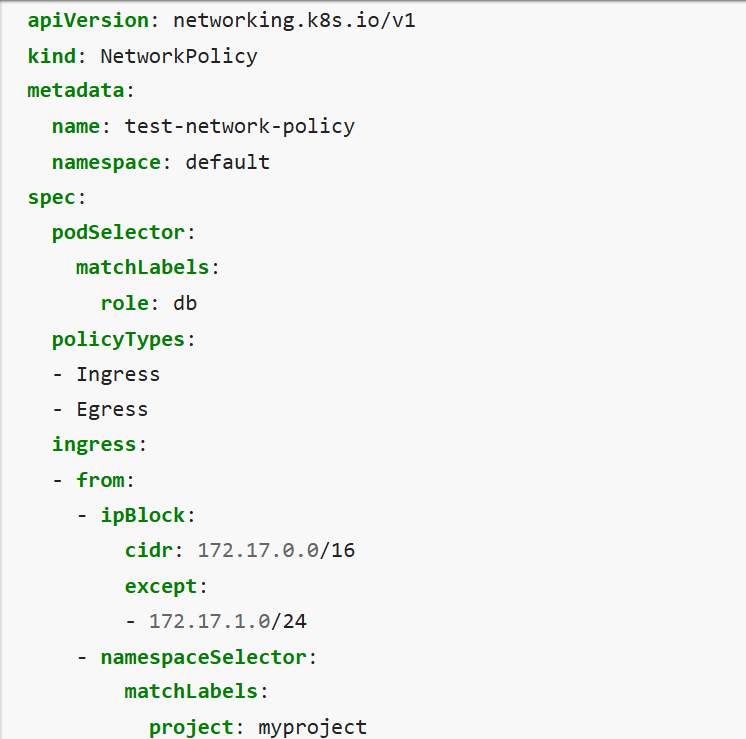 apiVersion: networking.k8s.io/v1
kind: NetworkPolicy
metadata:
  name: test-network-policy
  namespace: default
spec:
  podSelector:
    matchLabels:
      role: db
  policyTypes:
  - Ingress
  - Egress
  ingress:
  - from:
    - ipBlock:
        cidr: 172.17.0.0/16
        except:
        - 172.17.1.0/24
    - namespaceSelector:
        matchLabels:
          project: myproject